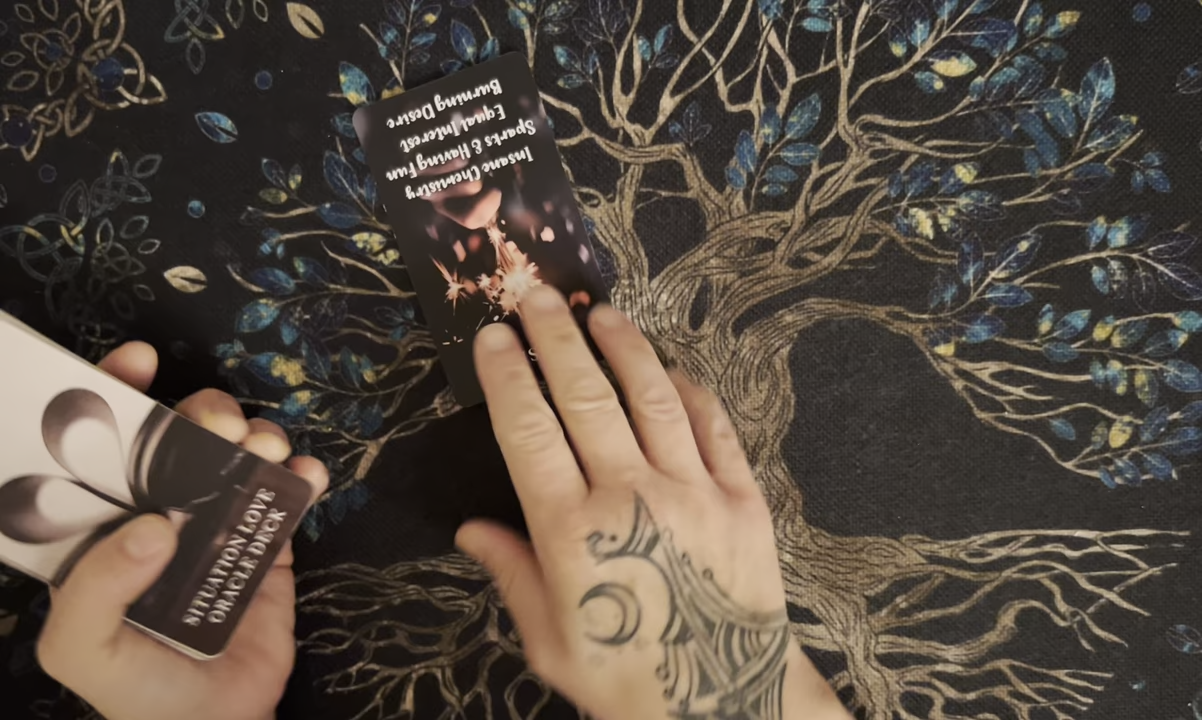 Insane Chemistry
Sparks & Having Fun
Equal Interest
Burning Desire
SITUATION LOVE
ORACLE DECK